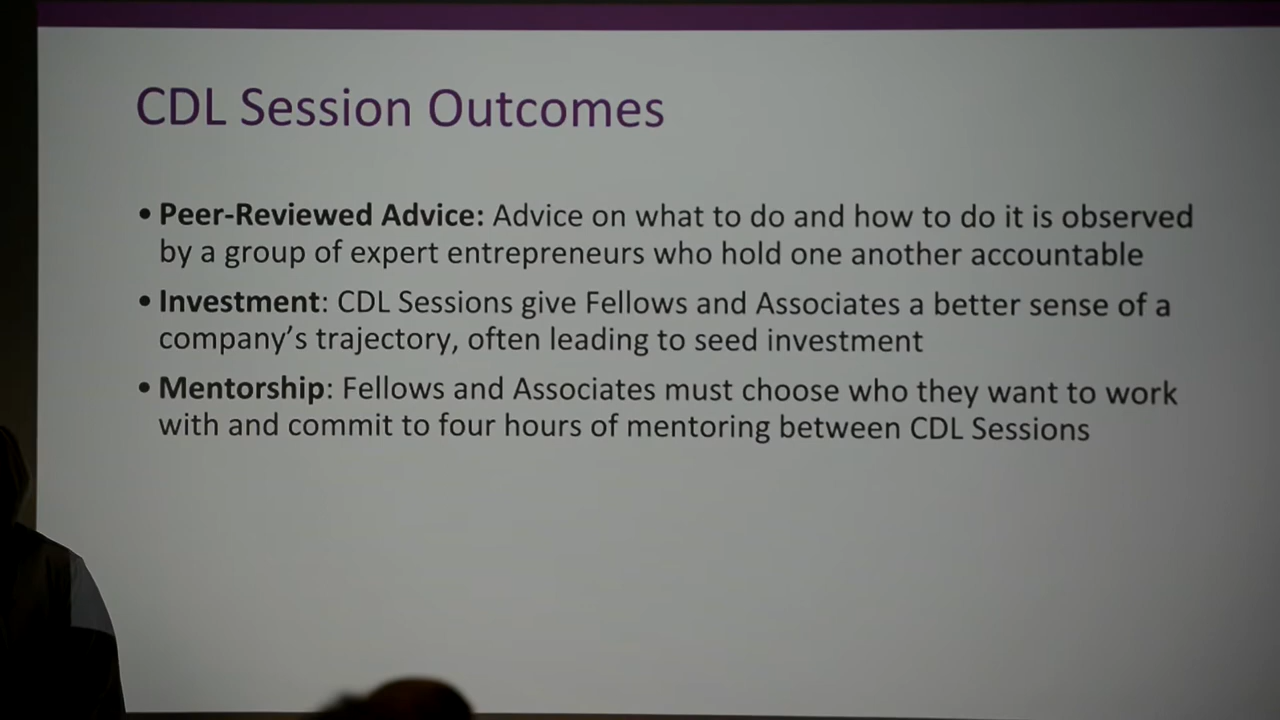 CDL Session Outcomes
• Peer-Reviewed Advice: Advice on what to do and how to do it is observed
by a group of expert entrepreneurs who hold one another accountable
• Investment: CDL Sessions give Fellows and Associates a better sense of a
company's trajectory, often leading to seed investment
• Mentorship: Fellows and Associates must choose who they want to work
with and commit to four hours of mentoring between CDL Sessions